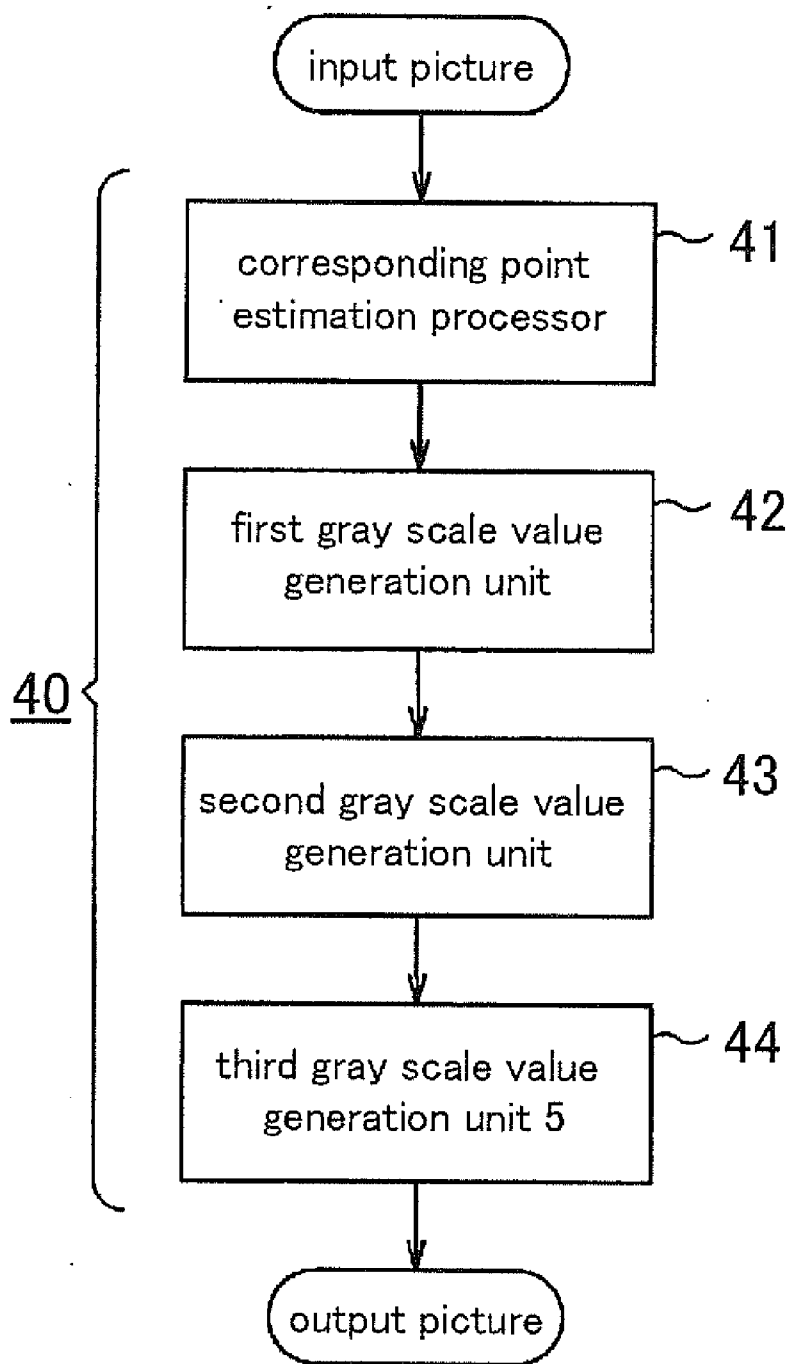 input picture
corresponding point
estimation processor
41
first gray scale value
generation unit
42
40
second gray scale value
generation unit
43
third gray scale value
generation unit 5
44
output picture